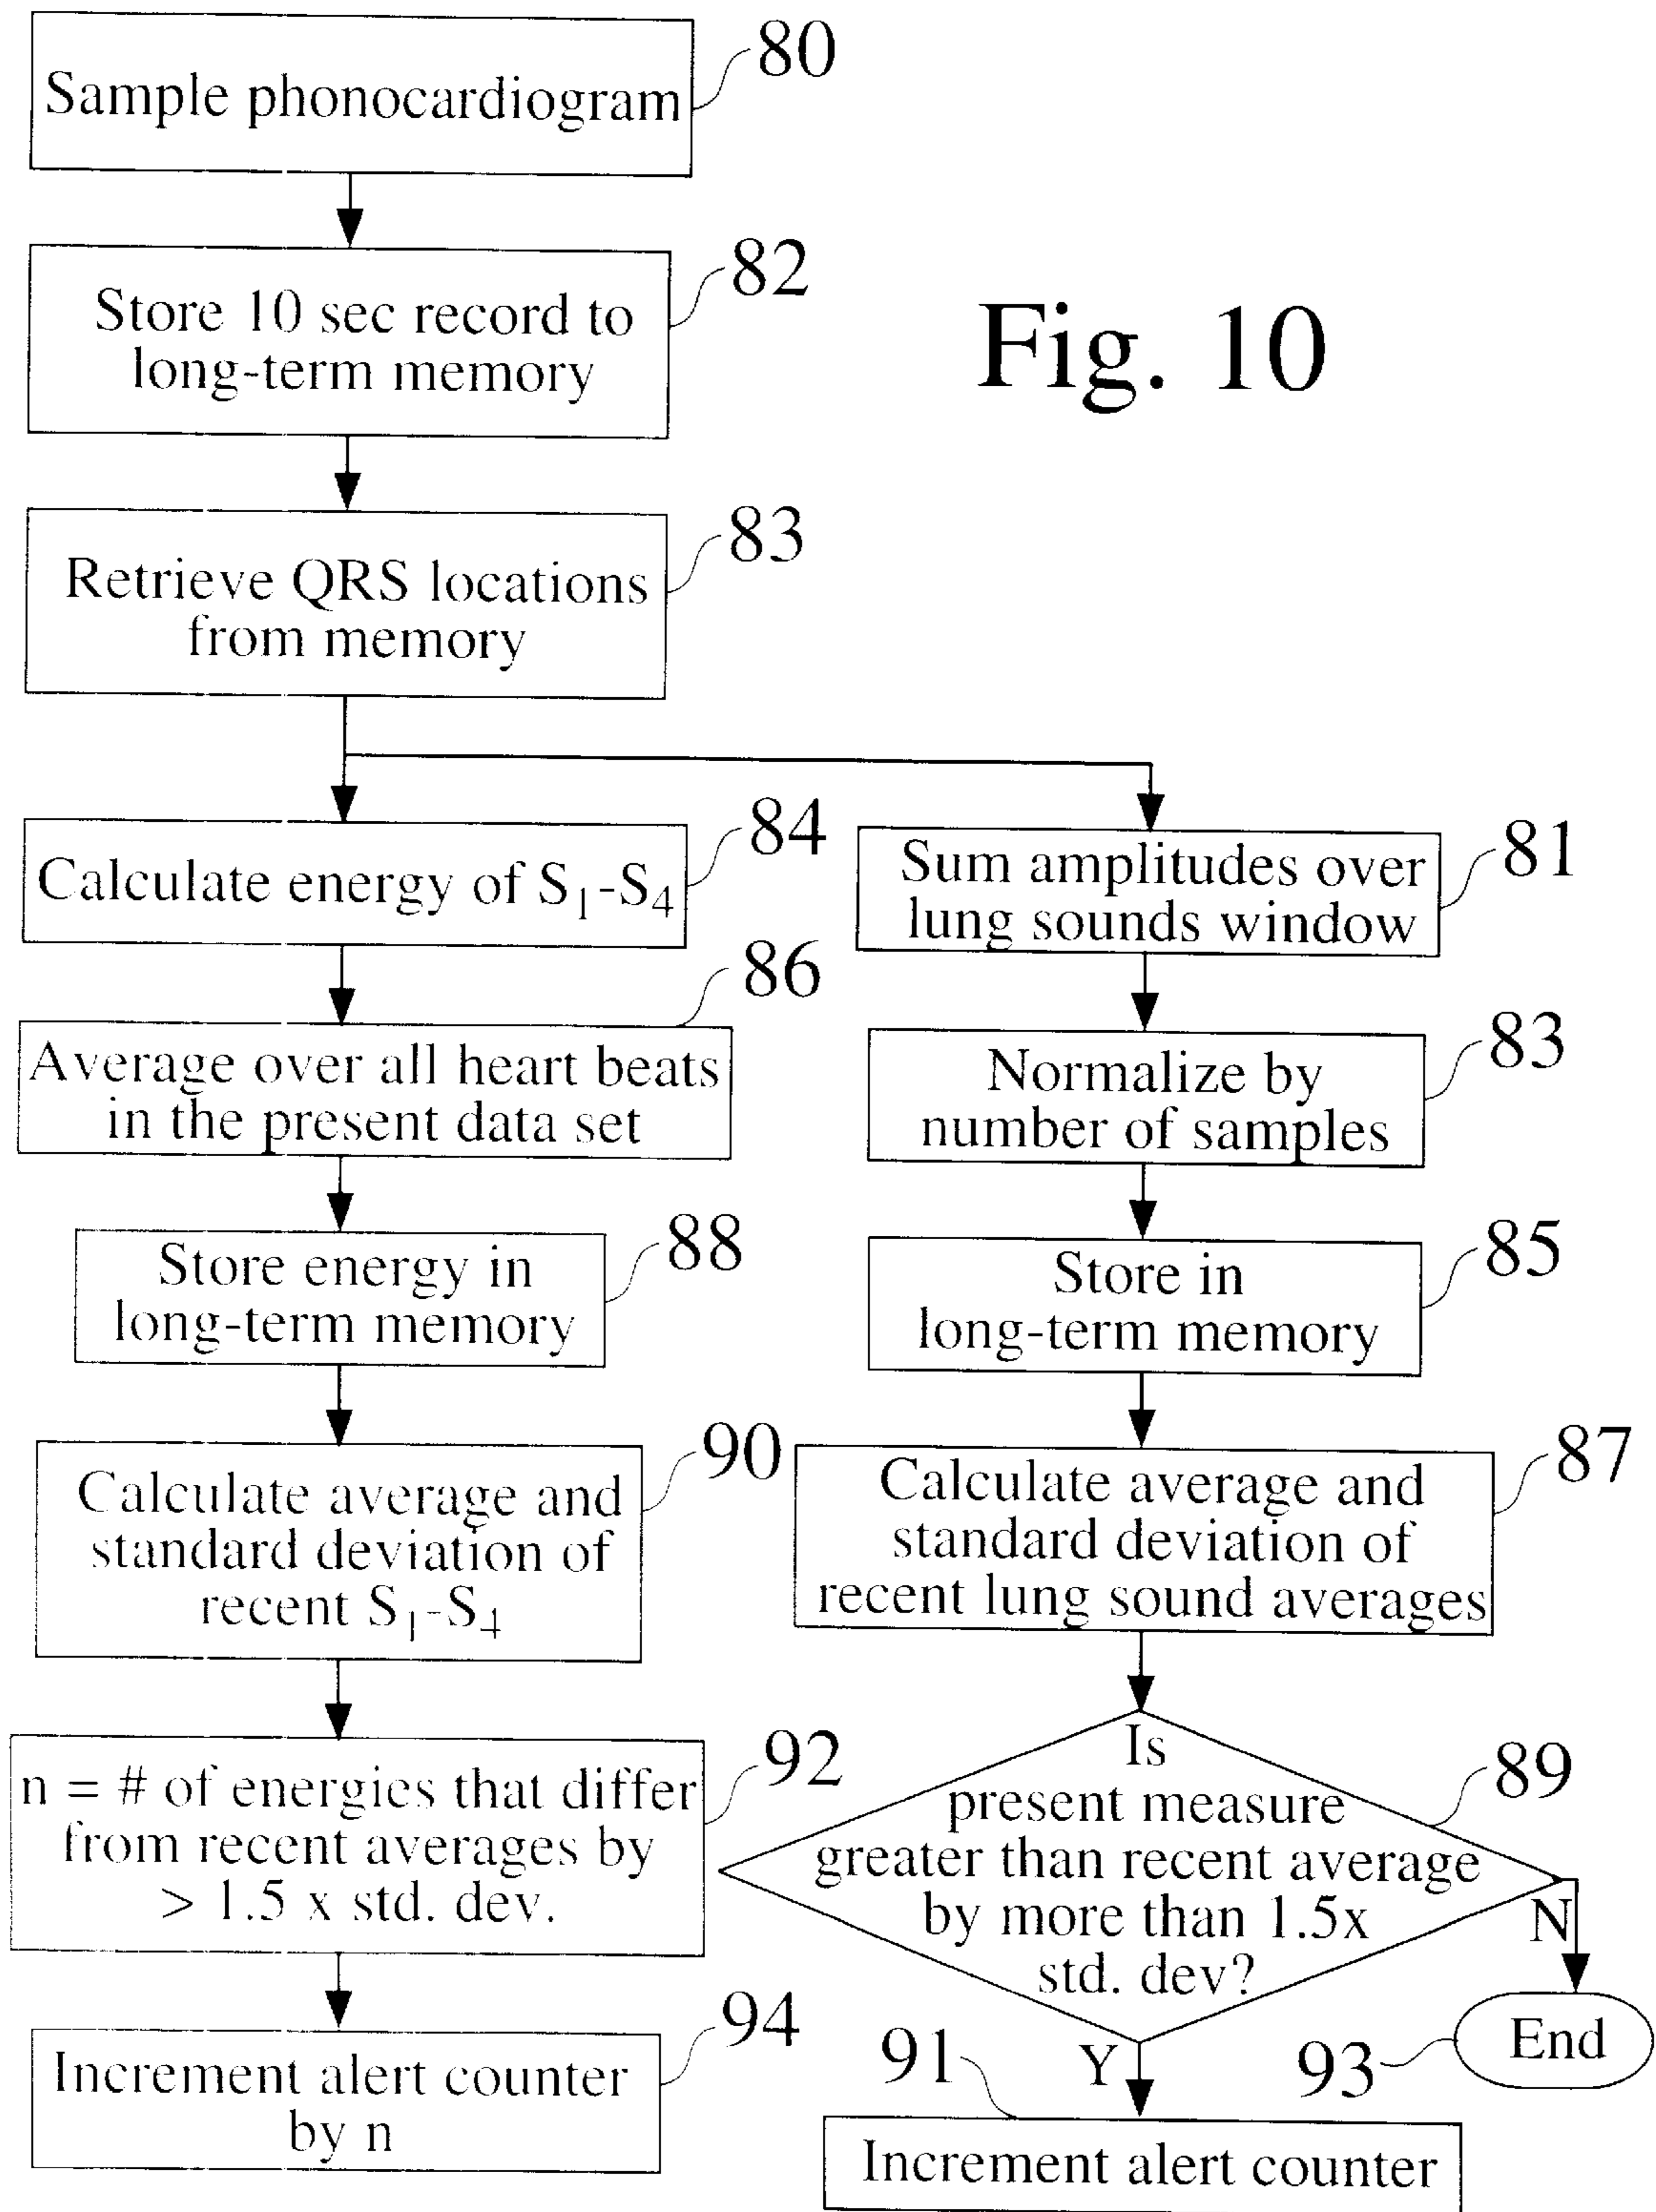 Sample phonocardiogram
80
Store 10 sec record to
long-term memory
82
Fig. 10
Retrieve QRS locations
from memory
83
Calculate energy of S₁-S₄
84
Average over all heart beats
in the present data set
86
Store energy in
long-term memory
88
Calculate average and
standard deviation of
recent S₁-S₄
90
n = # of energies that differ
from recent averages by
> 1.5 x std. dev.
92
Increment alert counter
by n
94
Sum amplitudes over
lung sounds window
81
Normalize by
number of samples
83
Store in
long-term memory
85
Calculate average and
standard deviation of
recent lung sound averages
87
Is
present measure
greater than recent average
by more than 1.5x
std. dev?
89
N
End
93
Y
91
Increment alert counter